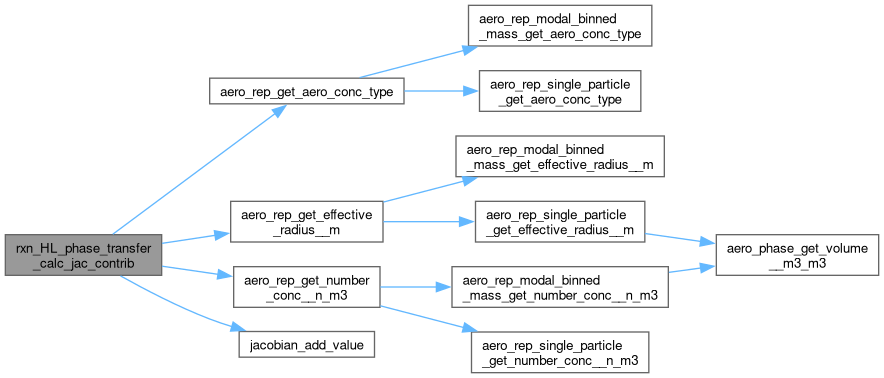 rxn_HL_phase_transfer
_calc_jac_contrib
aero_rep_get_aero_conc_type
aero_rep_modal_binned
_mass_get_aero_conc_type
aero_rep_single_particle
_get_aero_conc_type
aero_rep_get_effective
_radius__m
aero_rep_modal_binned
_mass_get_effective_radius__m
aero_rep_single_particle
_get_effective_radius__m
aero_phase_get_volume
__m3_m3
aero_rep_get_number
_conc__n_m3
aero_rep_modal_binned
_mass_get_number_conc__n_m3
aero_rep_single_particle
_get_number_conc__n_m3
jacobian_add_value